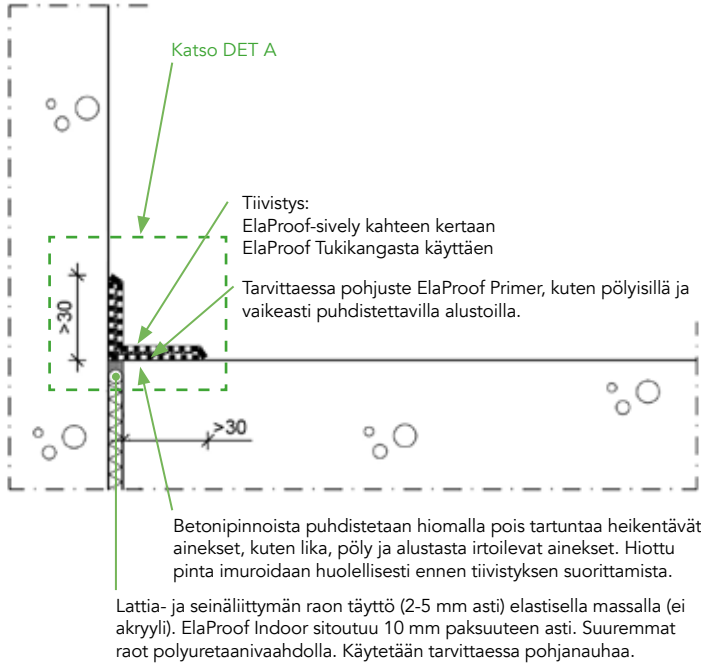 Katso DET A
Tiivistys:
ElaProof-sively kahteen kertaan
ElaProof Tukikangasta käyttäen
Tarvittaessa pohjuste ElaProof Primer, kuten pölyisillä ja
vaikeasti puhdistettavilla alustoilla.
>30
>30
Betonipinnoista puhdistetaan hiomalla pois tartuntaa heikentävät
ainekset, kuten lika, pöly ja alustasta irtoilevat ainekset. Hiottu
pinta imuroidaan huolellisesti ennen tiivistyksen suorittamista.
Lattia- ja seinäliittymän raon täyttö (2-5 mm asti) elastisella massalla (ei
akryyli). ElaProof Indoor sitoutuu 10 mm paksuuteen asti. Suuremmat
raot polyuretaanivaahdolla. Käytetään tarvittaessa pohjanauhaa.